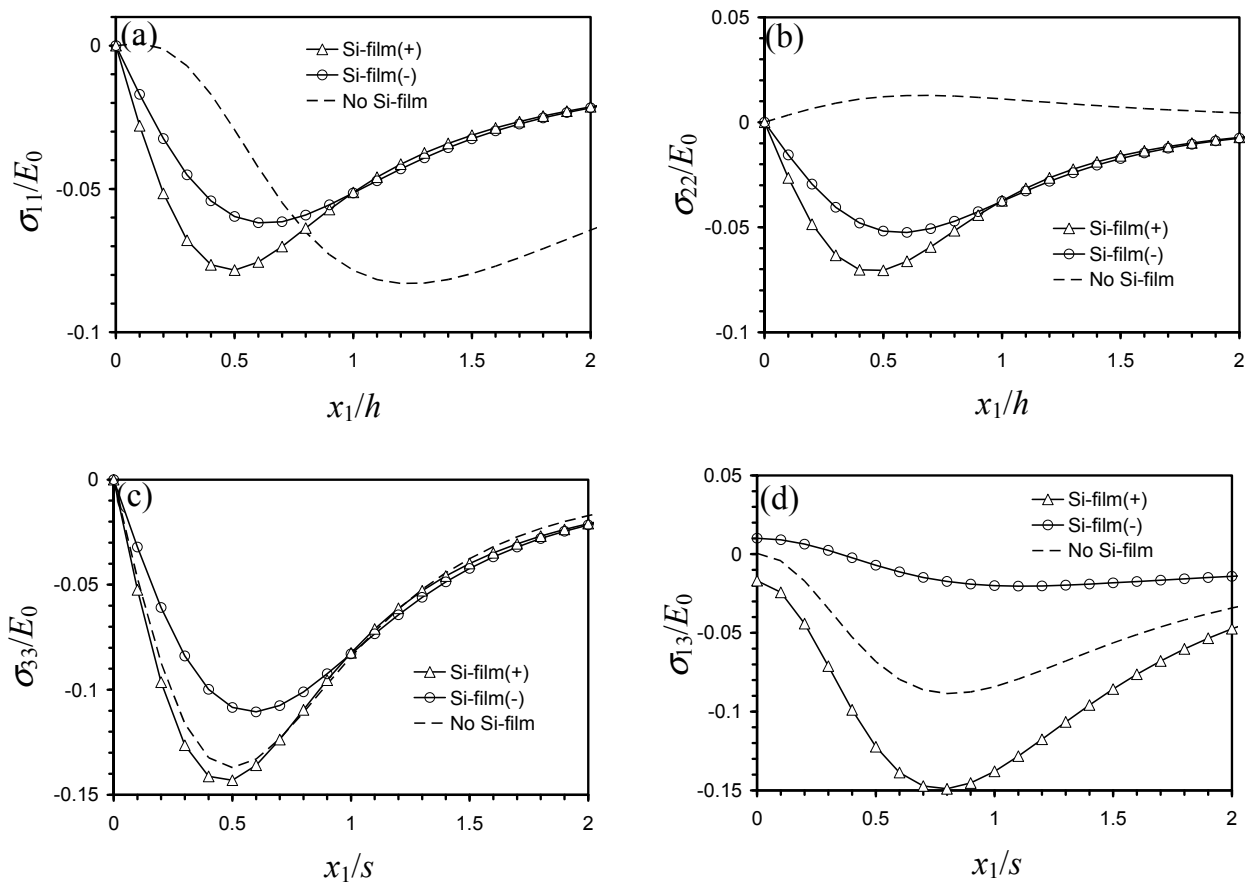 (a)
0
-0.05
-0.1
σ11/E0
Si-film(+)
Si-film(-)
No Si-film
0 0.5 1 1.5 2
x1/h
(b)
0.05
0
-0.05
-0.1
σ22/E0
Si-film(+)
Si-film(-)
No Si-film
0 0.5 1 1.5 2
x1/h
(c)
0
-0.05
-0.1
-0.15
σ33/E0
Si-film(+)
Si-film(-)
No Si-film
0 0.5 1 1.5 2
x1/s
(d)
0.05
0
-0.05
-0.1
-0.15
σ13/E0
Si-film(+)
Si-film(-)
No Si-film
0 0.5 1 1.5 2
x1/s